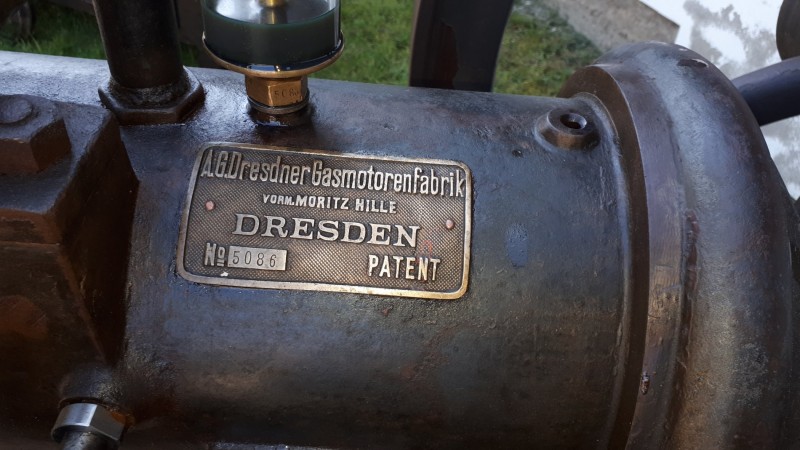 A.G. Dresdner Gasmotorenfabrik
VORM. MORITZ HILLE
DRESDEN
No 5086
PATENT